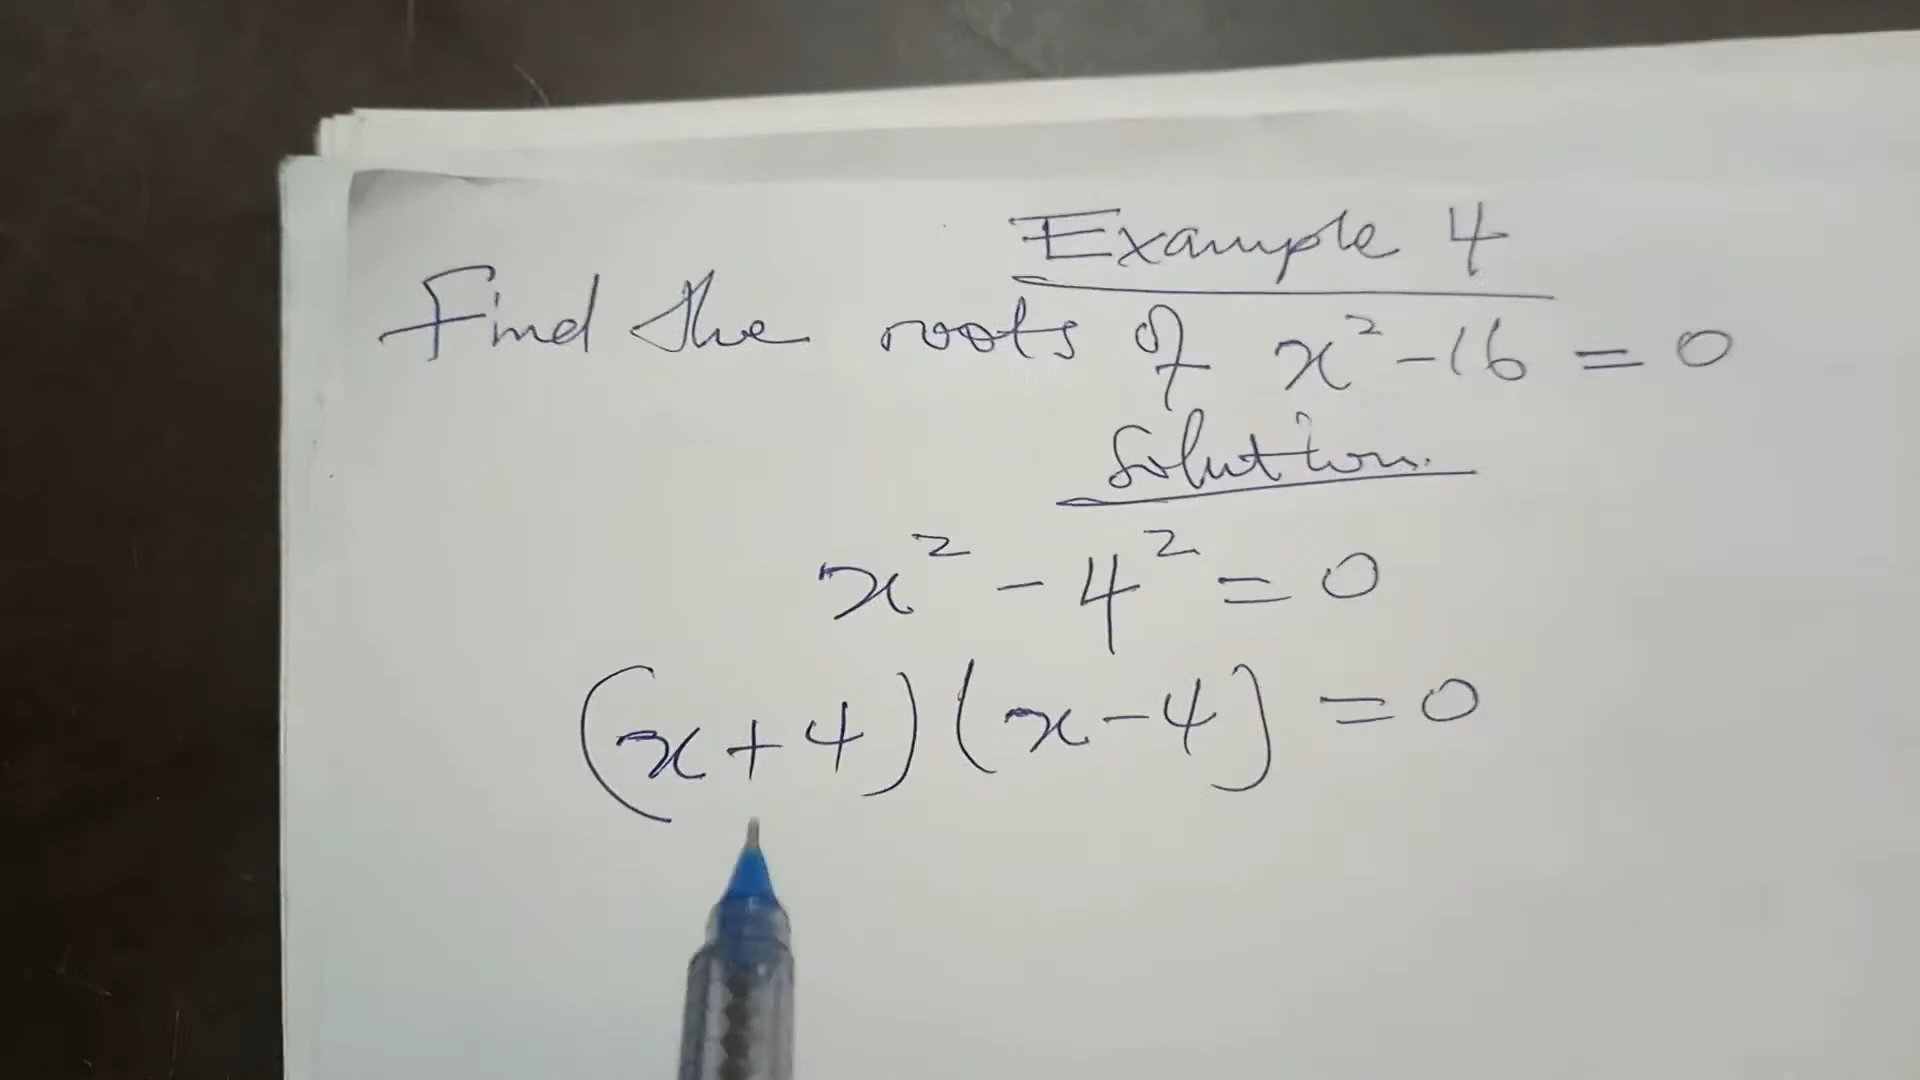 Example 4
Find the roots of x² - 16 = 0
Solution.
x² - 4² = 0
(x + 4) (x - 4) = 0